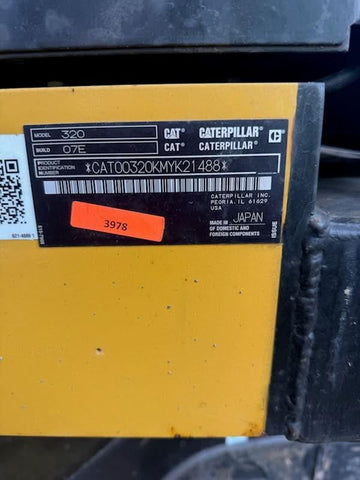 MODEL 320 CAT CATERPILLAR
BUILD 07E CAT CATERPILLAR
PRODUCT IDENTIFICATION NUMBER *CAT00320KMYK21488*
3978
CATERPILLAR INC.
PEORIA, IL 61629
USA
MADE IN JAPAN
OF DOMESTIC AND
FOREIGN COMPONENTS
ISSUE